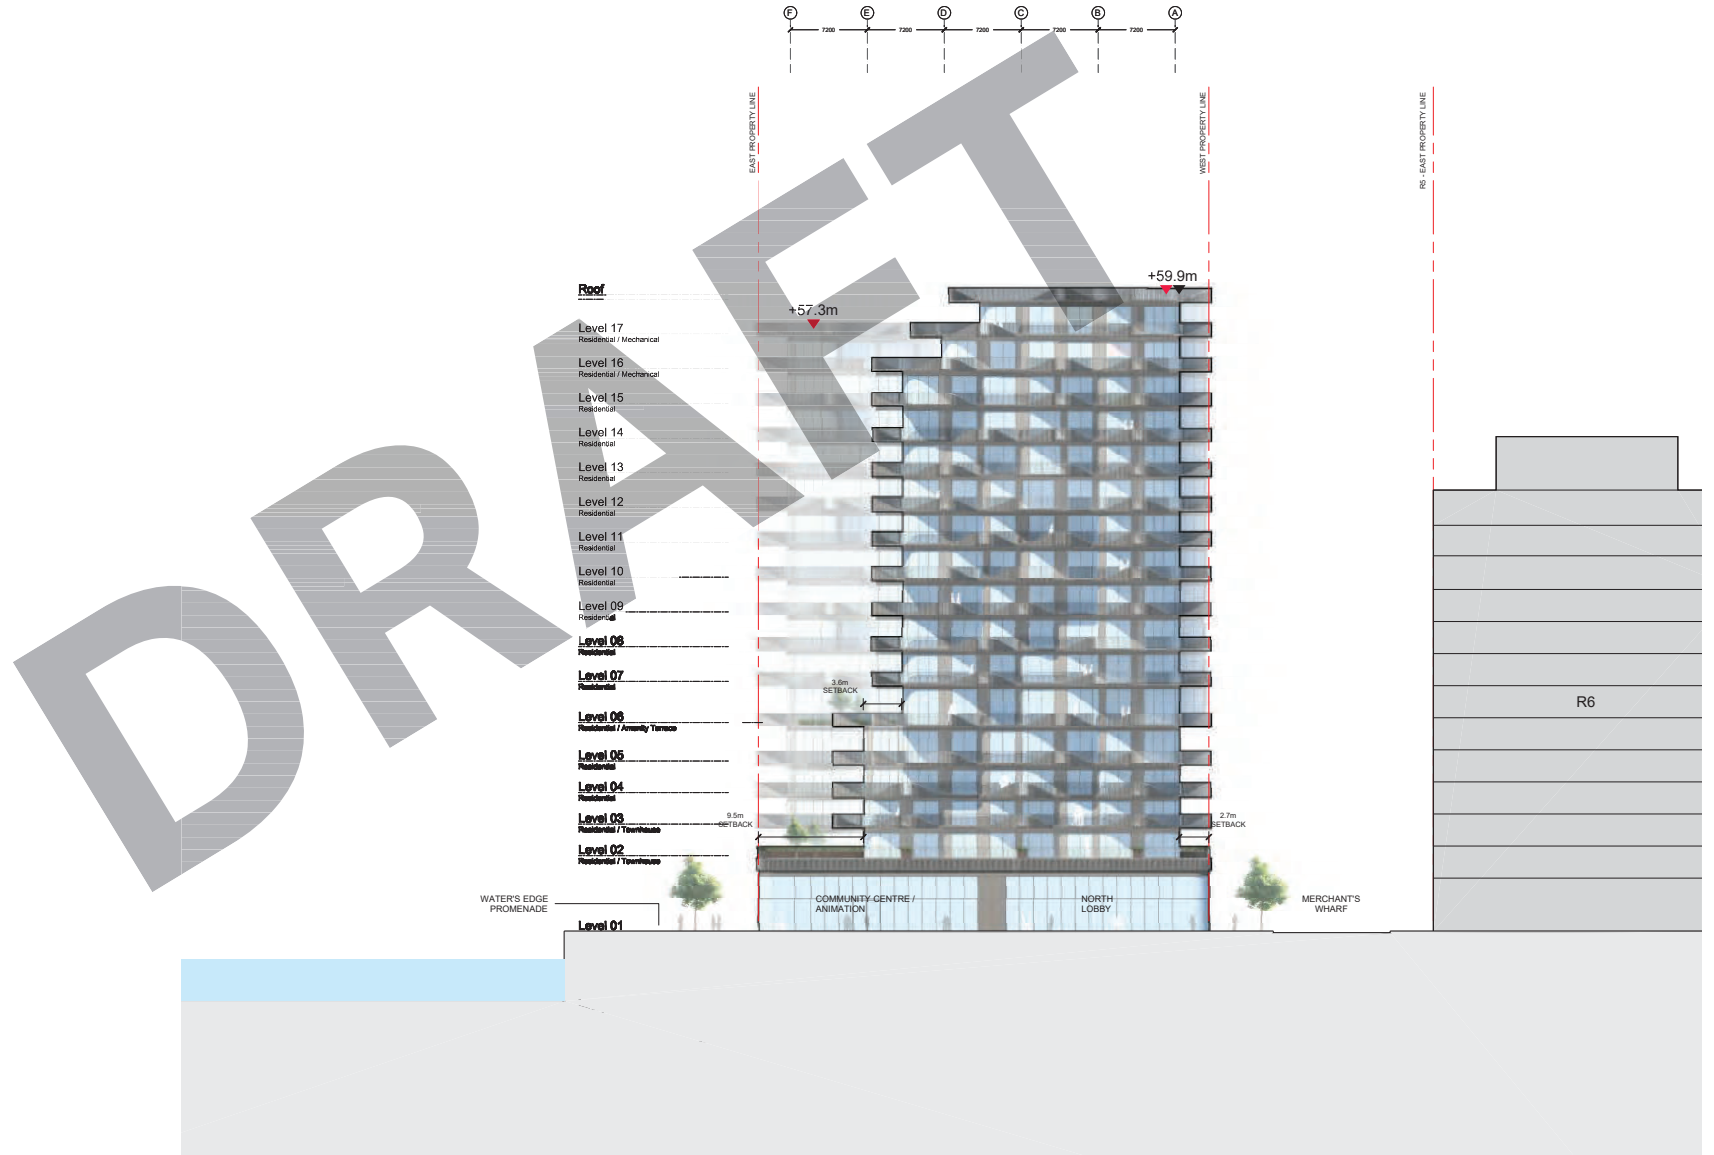 F E D C B A
7200 7200 7200 7200 7200
EAST PROPERTY LINE
WEST PROPERTY LINE
R5 - EAST PROPERTY LINE
DRAFT
+59.9m
+57.3m
Roof
Level 17
Residential / Mechanical
Level 16
Residential / Mechanical
Level 15
Residential
Level 14
Residential
Level 13
Residential
Level 12
Residential
Level 11
Residential
Level 10
Residential
Level 09
Residential
Level 08
Residential
Level 07
Residential
3.6m
SETBACK
Level 06
Residential / Amenity Terrace
Level 05
Residential
Level 04
Residential
Level 03
Residential / Townhouse
9.5m
SETBACK
2.7m
SETBACK
Level 02
Residential / Townhouse
Level 01
WATER'S EDGE
PROMENADE
COMMUNITY CENTRE /
ANIMATION
NORTH
LOBBY
MERCHANT'S
WHARF
R6